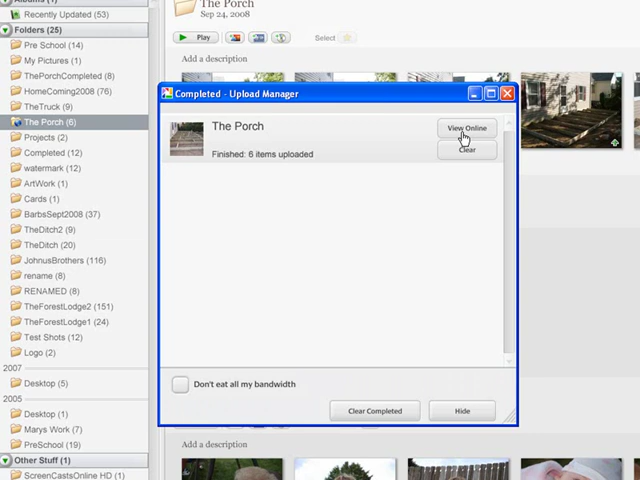 Albums (1)
Recently Updated (53)
Folders (25)
Pre School (14)
My Pictures (1)
ThePorchCompleted (8)
HomeComing2008 (76)
TheTruck (9)
The Porch (6)
Projects (2)
Completed (12)
watermark (12)
ArtWork (1)
Cards (1)
BarbsSept2008 (37)
TheDitch2 (9)
TheDitch (20)
JohnusBrothers (116)
rename (8)
RENAMED (8)
TheForestLodge2 (151)
TheForestLodge1 (24)
Test Shots (12)
Logo (2)
2007
Desktop (5)
2005
Desktop (1)
Marys Work (7)
PreSchool (19)
Other Stuff (1)
ScreenCastsOnline HD (1)
The Porch
Sep 24, 2008
Play
Select
Add a description
Completed - Upload Manager
The Porch
Finished: 6 items uploaded
View Online
Clear
Don't eat all my bandwidth
Clear Completed
Hide
Add a description